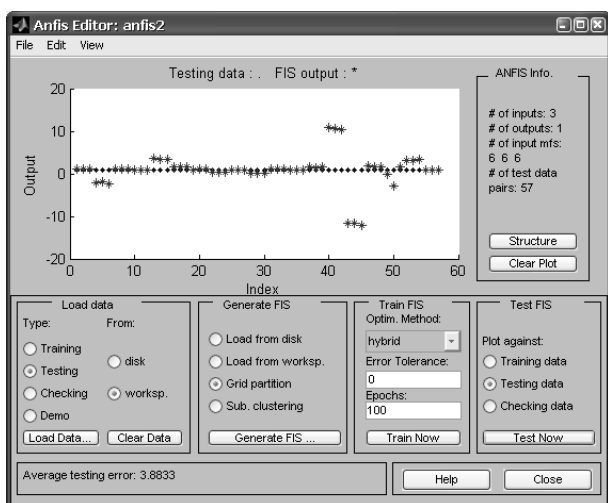 Anfis Editor: anfis2
File Edit View
Testing data : . FIS output : *
20
10
0
-10
-20
Output
0 10 20 30 40 50 60
Index
ANFIS Info.
# of inputs: 3
# of outputs: 1
# of input mfs:
6 6 6
# of test data
pairs: 57
Structure
Clear Plot
Load data
Type: From:
Training
Testing
Checking
Demo
disk
worksp.
Load Data... Clear Data
Generate FIS
Load from disk
Load from worksp.
Grid partition
Sub. clustering
Generate FIS ...
Train FIS
Optim. Method:
hybrid
Error Tolerance:
0
Epochs:
100
Train Now
Test FIS
Plot against:
Training data
Testing data
Checking data
Test Now
Average testing error: 3.8833
Help Close